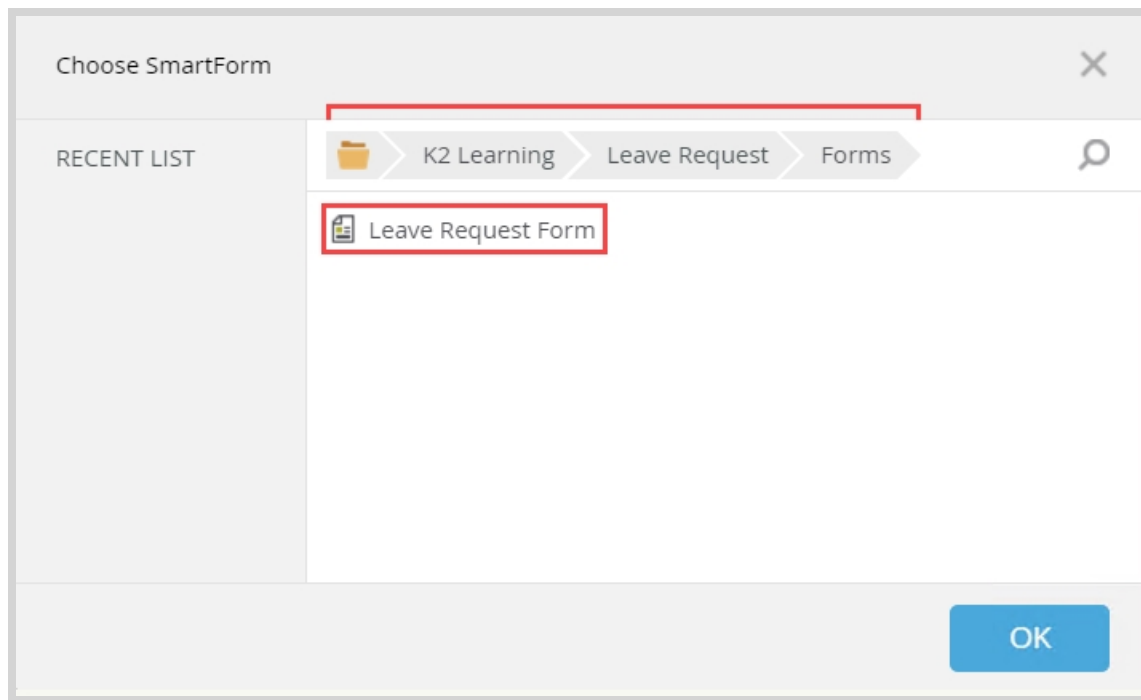 Choose SmartForm
RECENT LIST
K2 Learning Leave Request Forms
Leave Request Form
OK